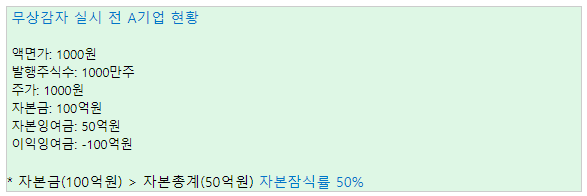 무상감자 실시 전 A기업 현황
액면가: 1000원
발행주식수: 1000만주
주가: 1000원
자본금: 100억원
자본잉여금: 50억원
이익잉여금: -100억원
* 자본금(100억원) > 자본총계(50억원) 자본잠식률 50%